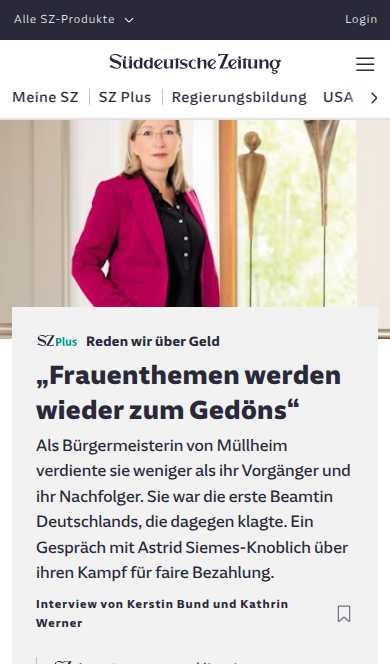 Alle SZ-Produkte
Login
Süddeutsche Zeitung
Meine SZ
SZ Plus
Regierungsbildung
USA
SZ Plus Reden wir über Geld
„Frauenthemen werden
wieder zum Gedöns“
Als Bürgermeisterin von Müllheim
verdiente sie weniger als ihr Vorgänger und
ihr Nachfolger. Sie war die erste Beamtin
Deutschlands, die dagegen klagte. Ein
Gespräch mit Astrid Siemes-Knoblich über
ihren Kampf für faire Bezahlung.
Interview von Kerstin Bund und Kathrin
Werner